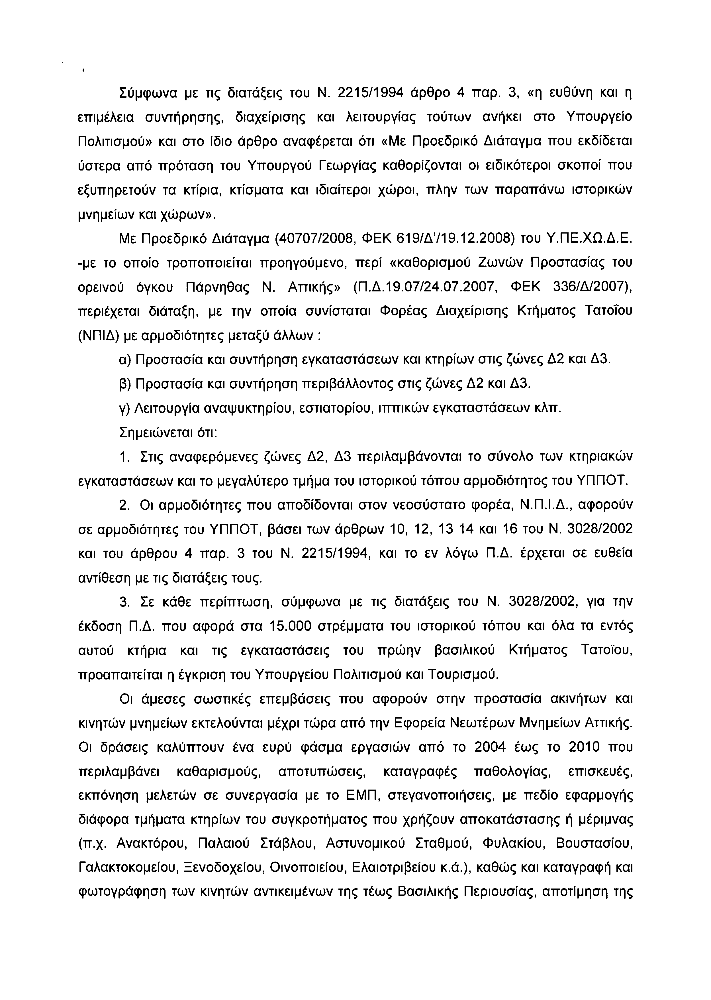 Σύμφωνα με τις διατάξεις του Ν. 2215/1994 άρθρο 4 παρ. 3, «η ευθύνη και η
επιμέλεια συντήρησης, διαχείρισης και λειτουργίας τούτων ανήκει στο Υπουργείο
Πολιτισμού» και στο ίδιο άρθρο αναφέρεται ότι «Με Προεδρικό Διάταγμα που εκδίδεται
ύστερα από πρόταση του Υπουργού Γεωργίας καθορίζονται οι ειδικότεροι σκοποί που
εξυπηρετούν τα κτίρια, κτίσματα και ιδιαίτεροι χώροι, πλην των παραπάνω ιστορικών
μνημείων και χώρων».
Με Προεδρικό Διάταγμα (40707/2008, ΦΕΚ 619/Δ’/19.12.2008) του Υ.ΠΕ.ΧΩ.Δ.Ε.
-με το οποίο τροποποιείται προηγούμενο, περί «καθορισμού Ζωνών Προστασίας του
ορεινού όγκου Πάρνηθας Ν. Αττικής» (Π.Δ.19.07/24.07.2007, ΦΕΚ 336/Δ/2007),
περιέχεται διάταξη, με την οποία συνίσταται Φορέας Διαχείρισης Κτήματος Τατοΐου
(ΝΠΙΔ) με αρμοδιότητες μεταξύ άλλων :
α) Προστασία και συντήρηση εγκαταστάσεων και κτηρίων στις ζώνες Δ2 και Δ3.
β) Προστασία και συντήρηση περιβάλλοντος στις ζώνες Δ2 και Δ3.
γ) Λειτουργία αναψυκτηρίου, εστιατορίου, ιππικών εγκαταστάσεων κλπ.
Σημειώνεται ότι:
1. Στις αναφερόμενες ζώνες Δ2, Δ3 περιλαμβάνονται το σύνολο των κτηριακών
εγκαταστάσεων και το μεγαλύτερο τμήμα του ιστορικού τόπου αρμοδιότητος του ΥΠΠΟΤ.
2. Οι αρμοδιότητες που αποδίδονται στον νεοσύστατο φορέα, Ν.Π.Ι.Δ., αφορούν
σε αρμοδιότητες του ΥΠΠΟΤ, βάσει των άρθρων 10, 12, 13 14 και 16 του Ν. 3028/2002
και του άρθρου 4 παρ. 3 του Ν. 2215/1994, και το εν λόγω Π.Δ. έρχεται σε ευθεία
αντίθεση με τις διατάξεις τους.
3. Σε κάθε περίπτωση, σύμφωνα με τις διατάξεις του Ν. 3028/2002, για την
έκδοση Π.Δ. που αφορά στα 15.000 στρέμματα του ιστορικού τόπου και όλα τα εντός
αυτού κτήρια και τις εγκαταστάσεις του πρώην βασιλικού Κτήματος Τατοϊου,
προαπαιτείται η έγκριση του Υπουργείου Πολιτισμού και Τουρισμού.
Οι άμεσες σωστικές επεμβάσεις που αφορούν στην προστασία ακινήτων και
κινητών μνημείων εκτελούνται μέχρι τώρα από την Εφορεία Νεωτέρων Μνημείων Αττικής.
Οι δράσεις καλύπτουν ένα ευρύ φάσμα εργασιών από το 2004 έως το 2010 που
περιλαμβάνει καθαρισμούς, αποτυπώσεις, καταγραφές παθολογίας, επισκευές,
εκπόνηση μελετών σε συνεργασία με το ΕΜΠ, στεγανοποιήσεις, με πεδίο εφαρμογής
διάφορα τμήματα κτηρίων του συγκροτήματος που χρήζουν αποκατάστασης ή μέριμνας
(π.χ. Ανακτόρου, Παλαιού Στάβλου, Αστυνομικού Σταθμού, Φυλακίου, Βουστασίου,
Γαλακτοκομείου, Ξενοδοχείου, Οινοποιείου, Ελαιοτριβείου κ.ά.), καθώς και καταγραφή και
φωτογράφηση των κινητών αντικειμένων της τέως Βασιλικής Περιουσίας, αποτίμηση της